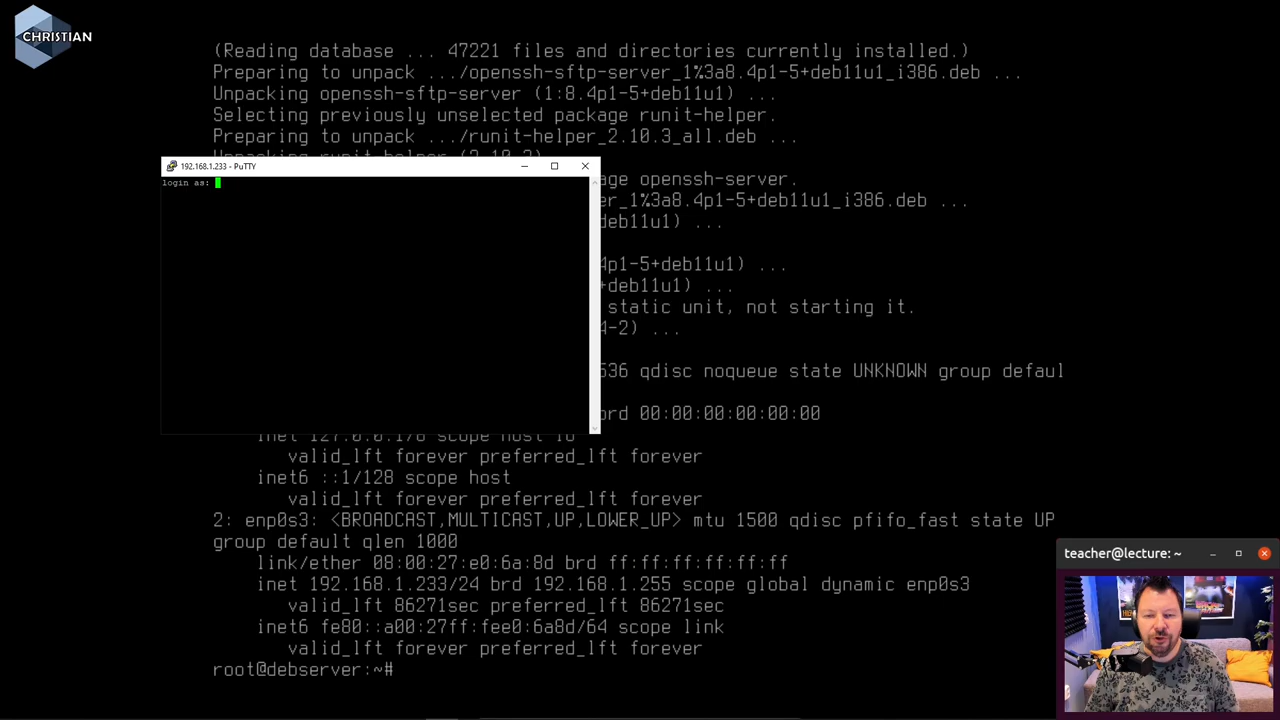 CHRISTIAN
(Reading database ... 47221 files and directories currently installed.)
Preparing to unpack .../openssh-sftp-server_1%3a8.4p1-5+deb11u1_i386.deb ...
Unpacking openssh-sftp-server (1:8.4p1-5+deb11u1) ...
Selecting previously unselected package runit-helper.
Preparing to unpack .../runit-helper_2.10.3_all.deb ...
Unpacking runit-helper (2.10.3) ...
192.168.1.233 - PuTTY
login as:
age openssh-server.
er_1%3a8.4p1-5+deb11u1_i386.deb ...
deb11u1) ...
4p1-5+deb11u1) ...
+deb11u1) ...
static unit, not starting it.
4-2) ...
536 qdisc noqueue state UNKNOWN group defaul
brd 00:00:00:00:00:00
inet 127.0.0.1/8 scope host lo
valid_lft forever preferred_lft forever
inet6 ::1/128 scope host
valid_lft forever preferred_lft forever
2: enp0s3: <BROADCAST,MULTICAST,UP,LOWER_UP> mtu 1500 qdisc pfifo_fast state UP
group default qlen 1000
link/ether 08:00:27:e0:6a:8d brd ff:ff:ff:ff:ff:ff
inet 192.168.1.233/24 brd 192.168.1.255 scope global dynamic enp0s3
valid_lft 86271sec preferred_lft 86271sec
inet6 fe80::a00:27ff:fee0:6a8d/64 scope link
valid_lft forever preferred_lft forever
root@debserver:~#
teacher@lecture: ~